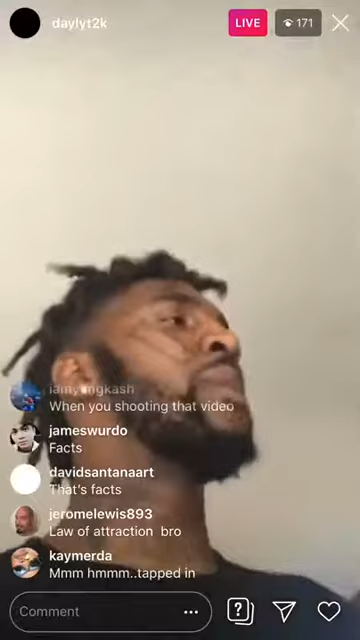 daylyt2k
LIVE
171
iamyungkash
When you shooting that video
jameswurdo
Facts
davidsantanaart
That's facts
jeromelewis893
Law of attraction bro
kaymerda
Mmm hmmm..tapped in
Comment